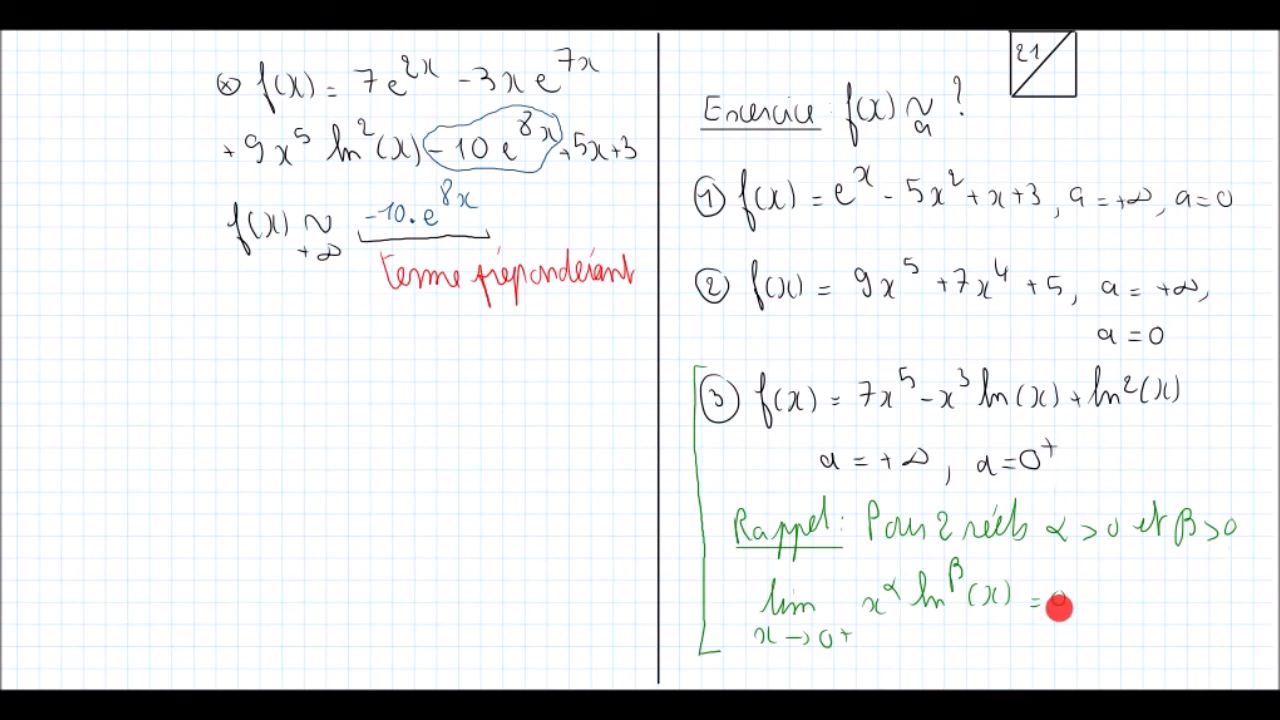 ⊗ f(x) = 7e^{2x} - 3x e^{7x}
+ 9x^5 ln^2(x) - 10 e^{8x} + 5x + 3
f(x) ~_{+∞} -10 · e^{8x}
Terme prépondérant
21
Exercice : f(x) ~_a ?
① f(x) = e^x - 5x^2 + x + 3, a = +∞, a = 0
② f(x) = 9x^5 + 7x^4 + 5, a = +∞,
a = 0
③ f(x) = 7x^5 - x^3 ln(x) + ln^2(x)
a = +∞, a = 0^+
Rappel : Pour 2 réels α > 0 et β > 0
lim_{x → 0+} x^α ln^β(x) = 0